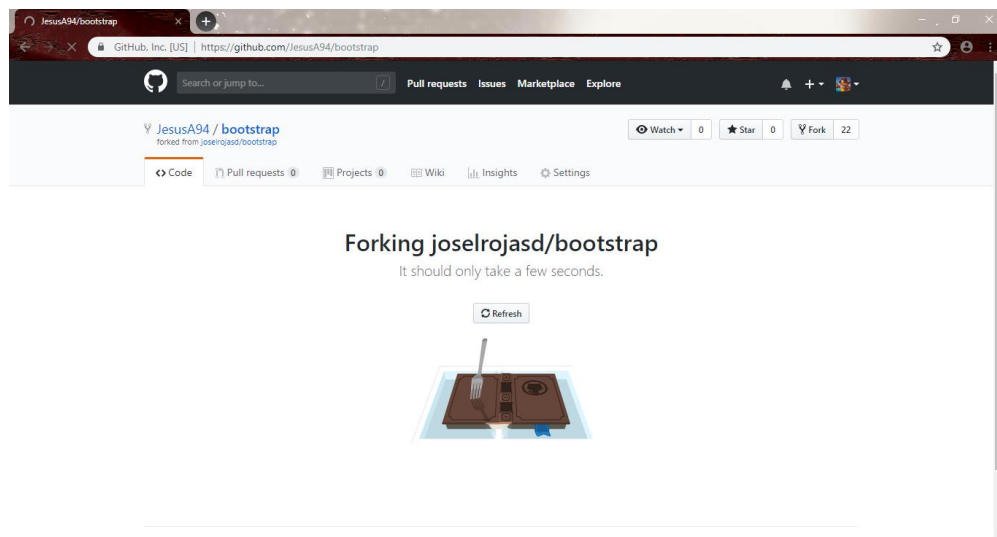 JesusA94/bootstrap
GitHub, Inc. [US] | https://github.com/JesusA94/bootstrap
Search or jump to... / Pull requests Issues Marketplace Explore
JesusA94 / bootstrap
forked from joselrojasd/bootstrap
Watch 0 Star 0 Fork 22
Code Pull requests 0 Projects 0 Wiki Insights Settings
Forking joselrojasd/bootstrap
It should only take a few seconds.
Refresh